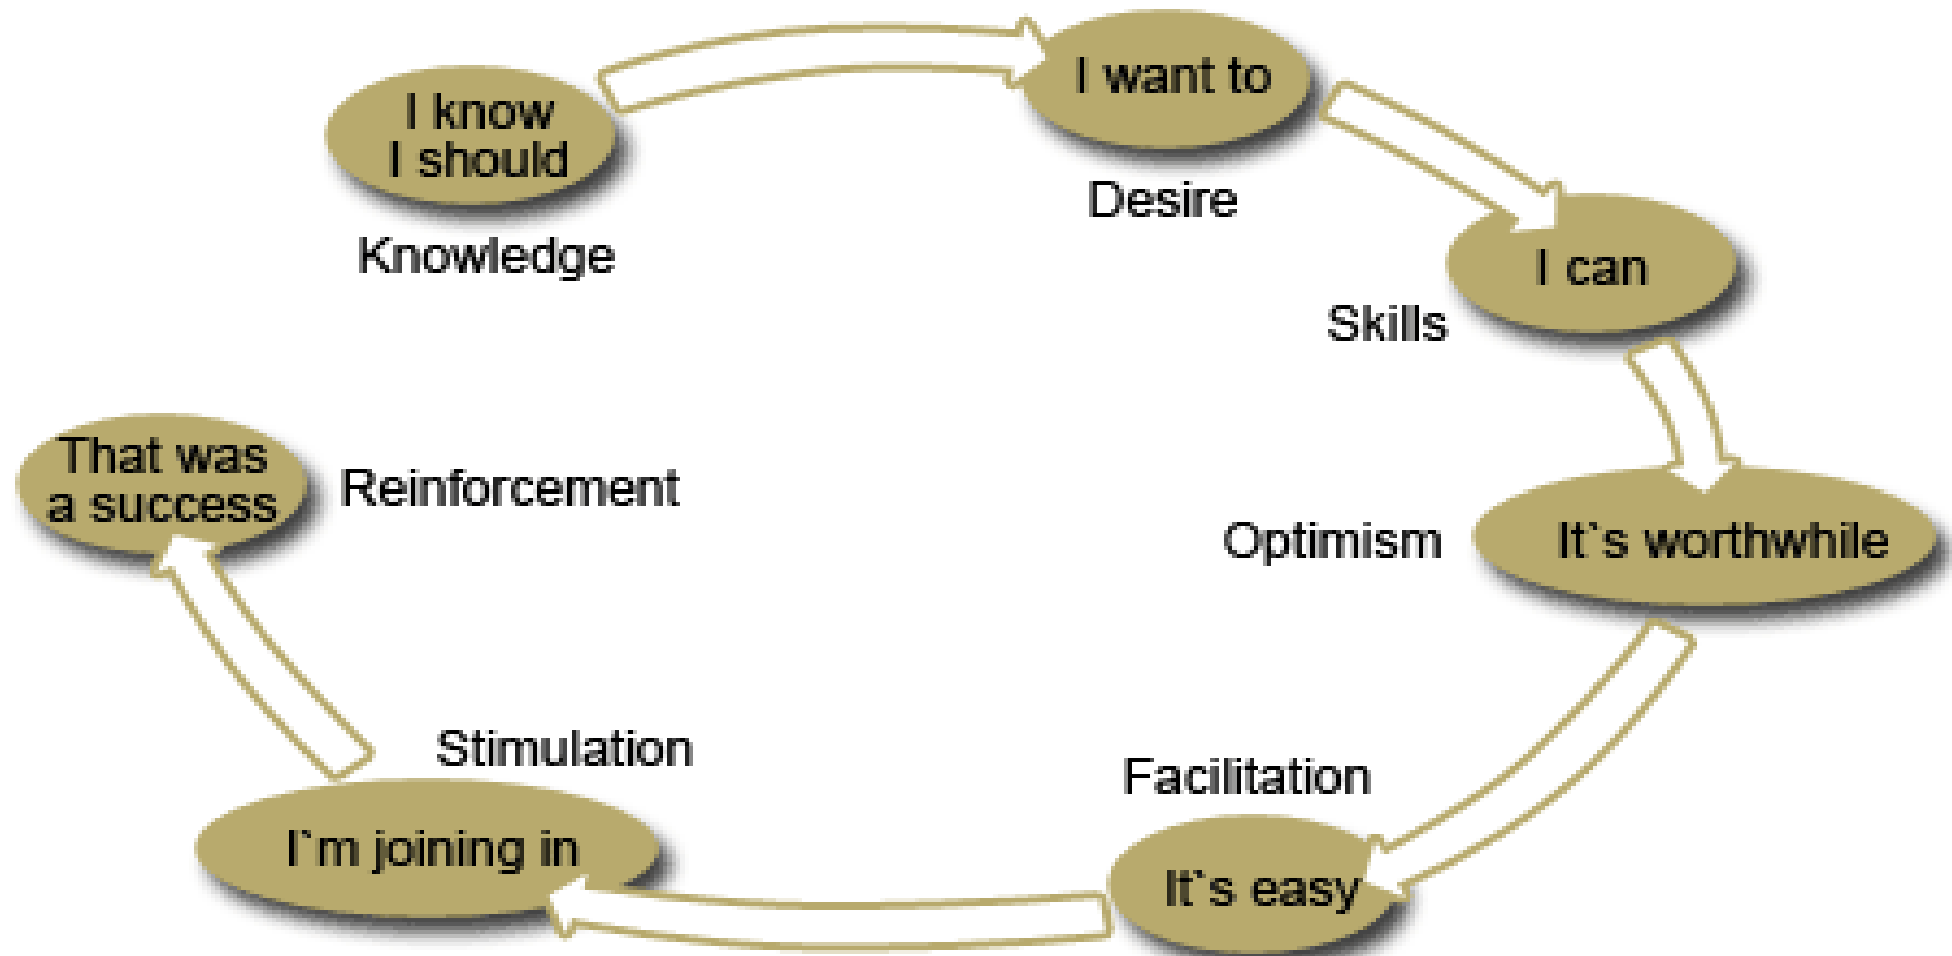 I know
I should
Knowledge
I want to
Desire
I can
Skills
It`s worthwhile
Optimism
Facilitation
It`s easy
Stimulation
I`m joining in
That was
a success
Reinforcement